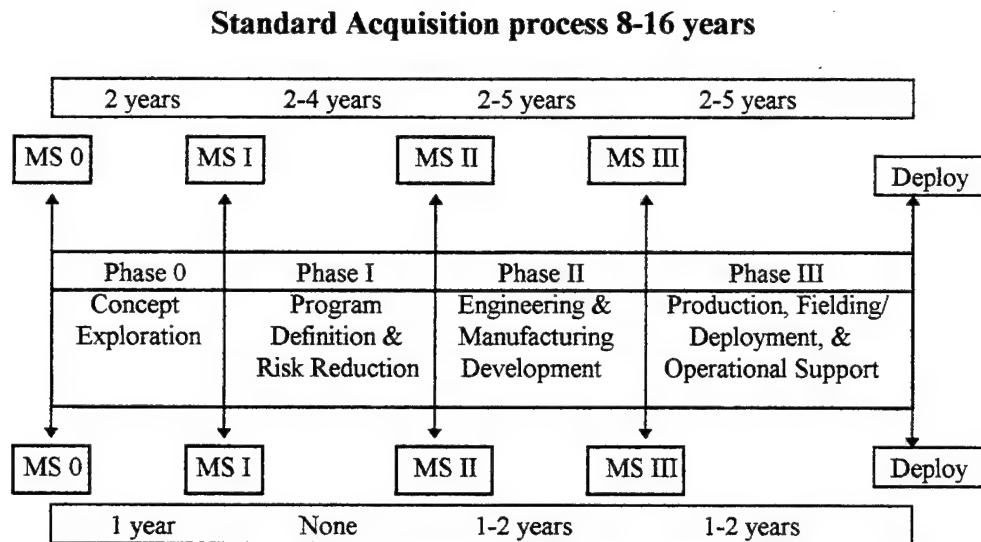 Standard Acquisition process 8-16 years
2 years 2-4 years 2-5 years 2-5 years
MS 0 MS I MS II MS III Deploy
Phase 0 Phase I Phase II Phase III
Concept Program Engineering & Production, Fielding/
Exploration Definition & Manufacturing Deployment, &
Risk Reduction Development Operational Support
MS 0 MS I MS II MS III Deploy
1 year None 1-2 years 1-2 years